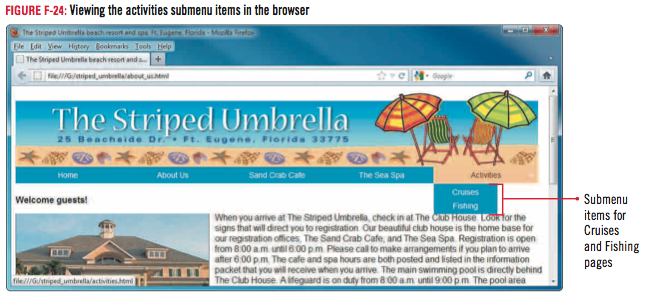 FIGURE F-24: Viewing the activities submenu items in the browser
The Striped Umbrella beach resort and spa, Ft. Eugene, Florida - Mozilla Firefox
File Edit View History Bookmarks Tools Help
The Striped Umbrella beach resort and s...
file:///G:/striped_umbrella/about_us.html
Google
The Striped Umbrella
25 Beachside Dr. • Ft. Eugene, Florida 33775
Home About Us Sand Crab Cafe The Sea Spa Activities
Cruises
Fishing
Submenu
items for
Cruises
and Fishing
pages
Welcome guests!
When you arrive at The Striped Umbrella, check in at The Club House. Look for the
signs that will direct you to registration. Our beautiful club house is the home base for
our registration offices, The Sand Crab Cafe, and The Sea Spa. Registration is open
from 8:00 a.m. until 6:00 p.m. Please call to make arrangements if you plan to arrive
after 6:00 p.m. The cafe and spa hours are both posted and listed in the information
packet that you will receive when you arrive. The main swimming pool is directly behind
The Club House. A lifeguard is on duty from 8:00 a.m. until 9:00 p.m. The pool area
file:///G:/striped_umbrella/activities.html